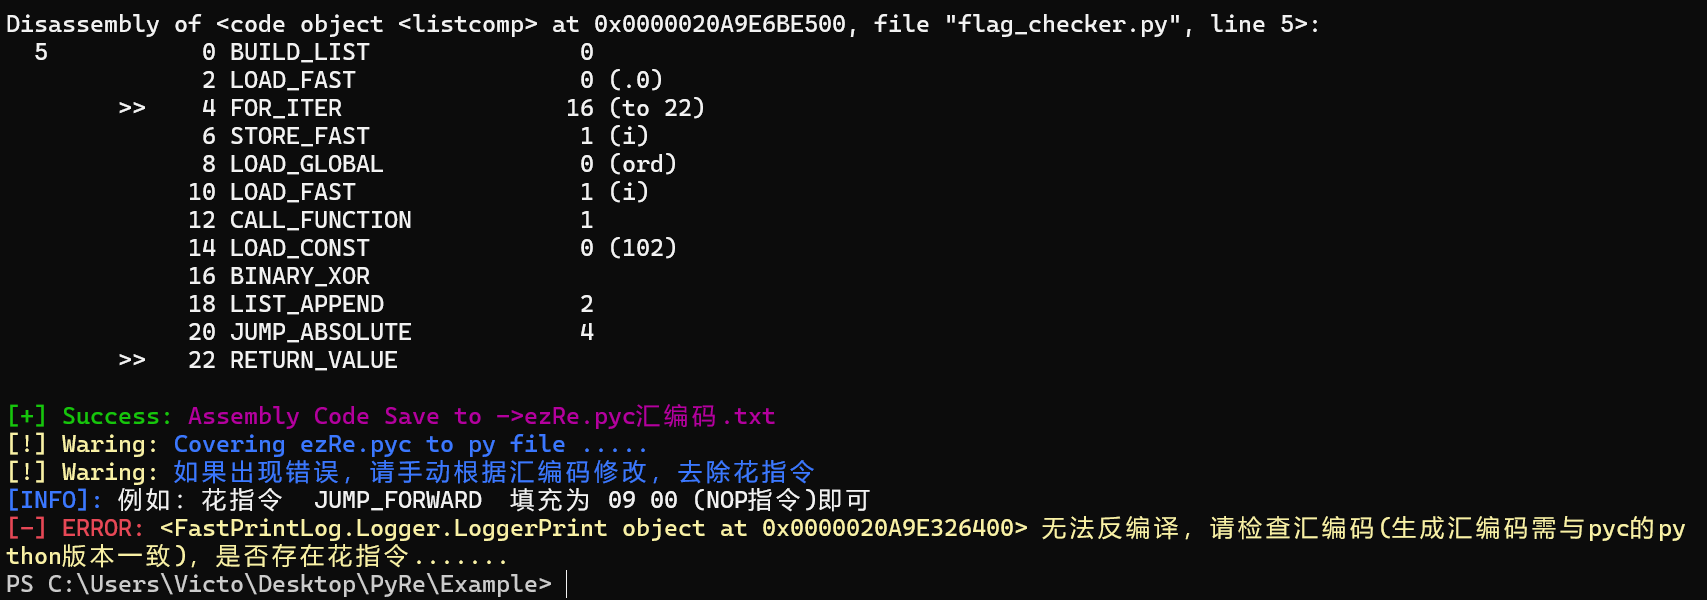 Disassembly of <code object <listcomp> at 0x0000020A9E6BE500, file "flag_checker.py", line 5>:
  5           0 BUILD_LIST               0
              2 LOAD_FAST                0 (.0)
        >>    4 FOR_ITER                16 (to 22)
              6 STORE_FAST               1 (i)
              8 LOAD_GLOBAL              0 (ord)
             10 LOAD_FAST                1 (i)
             12 CALL_FUNCTION            1
             14 LOAD_CONST               0 (102)
             16 BINARY_XOR
             18 LIST_APPEND              2
             20 JUMP_ABSOLUTE            4
        >>   22 RETURN_VALUE
[+] Success: Assembly Code Save to ->ezRe.pyc汇编码.txt
[!] Waring: Covering ezRe.pyc to py file .....
[!] Waring: 如果出现错误，请手动根据汇编码修改，去除花指令
[INFO]: 例如：花指令  JUMP_FORWARD  填充为 09 00 (NOP指令)即可
[-] ERROR: <FastPrintLog.Logger.LoggerPrint object at 0x0000020A9E326400> 无法反编译，请检查汇编码(生成汇编码需与pyc的py
thon版本一致)，是否存在花指令.......
PS C:\Users\Victo\Desktop\PyRe\Example>